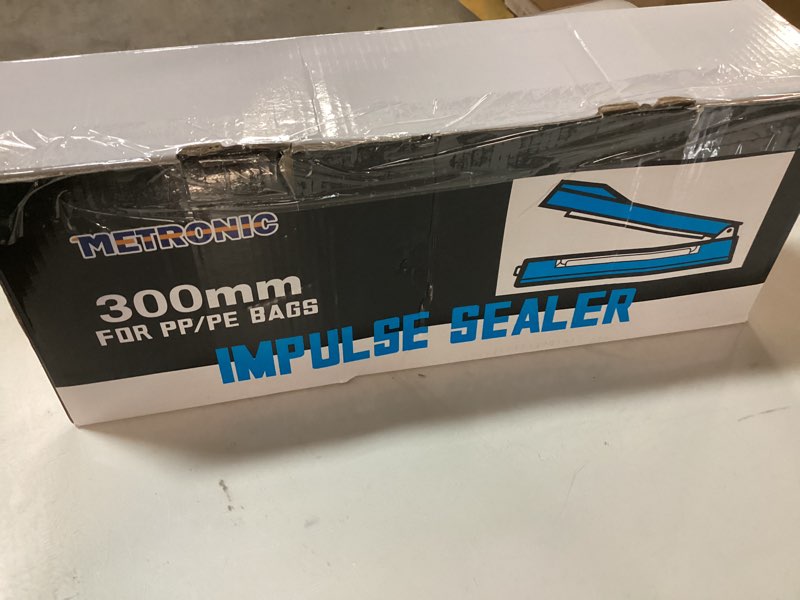 METRONIC
300mm
FOR PP/PE BAGS
IMPULSE SEALER